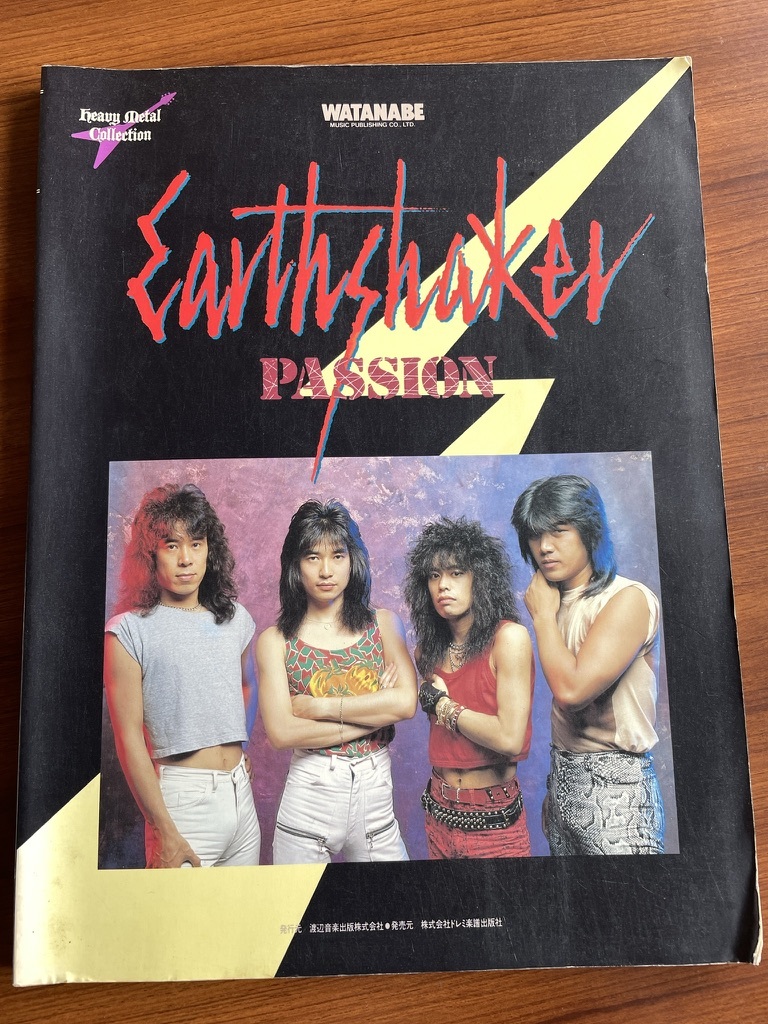 Heavy Metal
Collection
WATANABE
MUSIC PUBLISHING CO., LTD.
Earthshaker
PASSION
発行元 渡辺音楽出版株式会社●発売元 株式会社ドレミ楽譜出版社